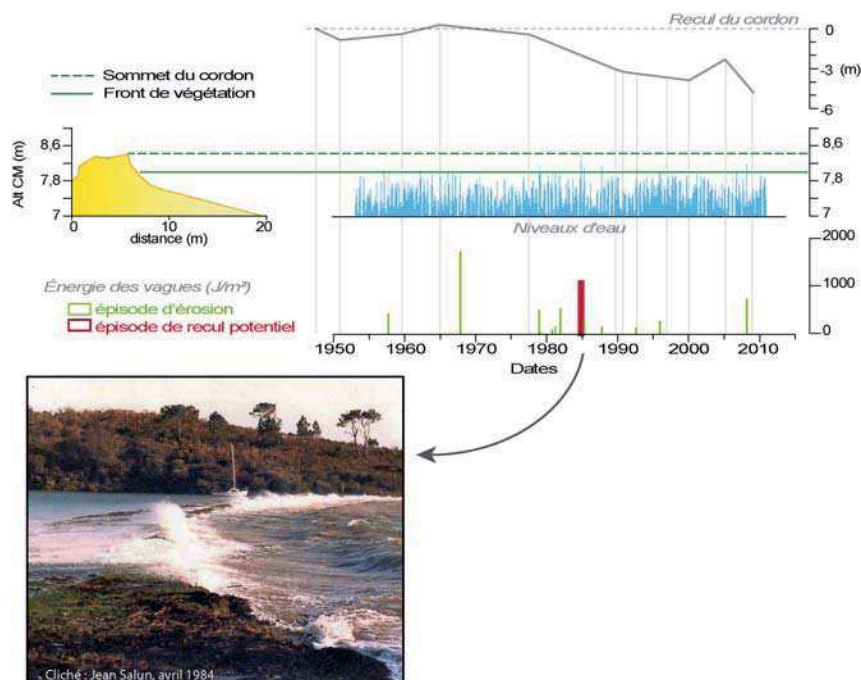 Recul du cordon
0
-3 (m)
-6
Sommet du cordon
Front de végétation
Alt CM (m)
8,6
7,8
7
0 10 20
distance (m)
8,6
7,8
7
Niveaux d'eau
2000
1000
0
Énergie des vagues (J/m²)
épisode d'érosion
épisode de recul potentiel
1950 1960 1970 1980 1990 2000 2010
Dates
Cliché : Jean Salun, avril 1984